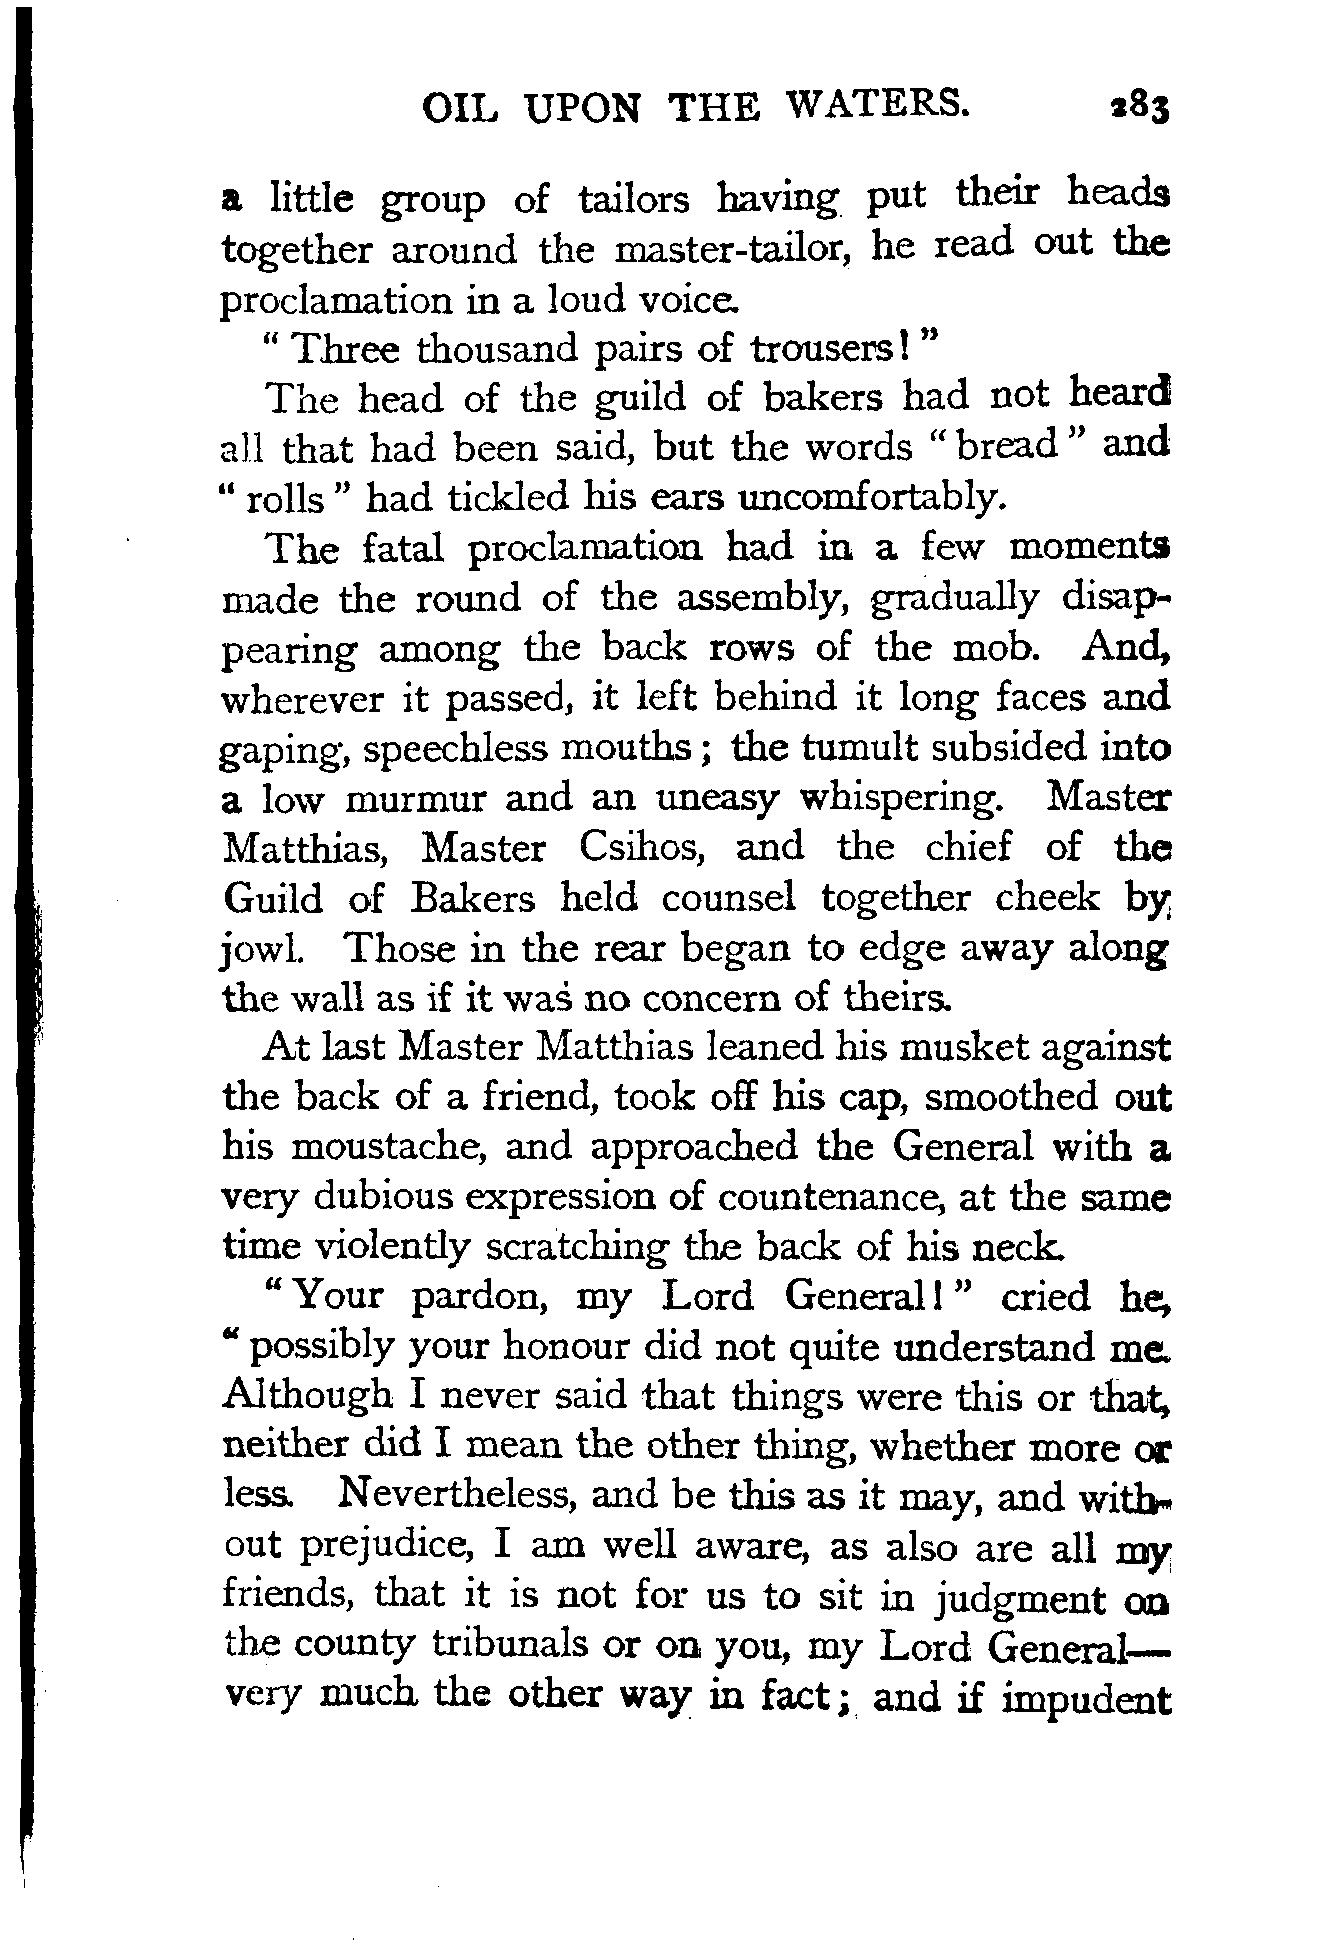 OIL UPON THE WATERS. 283
a little group of tailors having put their heads
together around the master-tailor, he read out the
proclamation in a loud voice.
“ Three thousand pairs of trousers! ”
The head of the guild of bakers had not heard
all that had been said, but the words “ bread ” and
“ rolls ” had tickled his ears uncomfortably.
The fatal proclamation had in a few moments
made the round of the assembly, gradually disap-
pearing among the back rows of the mob. And,
wherever it passed, it left behind it long faces and
gaping, speechless mouths ; the tumult subsided into
a low murmur and an uneasy whispering. Master
Matthias, Master Csihos, and the chief of the
Guild of Bakers held counsel together cheek by
jowl. Those in the rear began to edge away along
the wall as if it was no concern of theirs.
At last Master Matthias leaned his musket against
the back of a friend, took off his cap, smoothed out
his moustache, and approached the General with a
very dubious expression of countenance, at the same
time violently scratching the back of his neck.
“ Your pardon, my Lord General! ” cried he,
“ possibly your honour did not quite understand me.
Although I never said that things were this or that,
neither did I mean the other thing, whether more or
less. Nevertheless, and be this as it may, and with-
out prejudice, I am well aware, as also are all my
friends, that it is not for us to sit in judgment on
the county tribunals or on you, my Lord General—
very much the other way in fact ; and if impudent